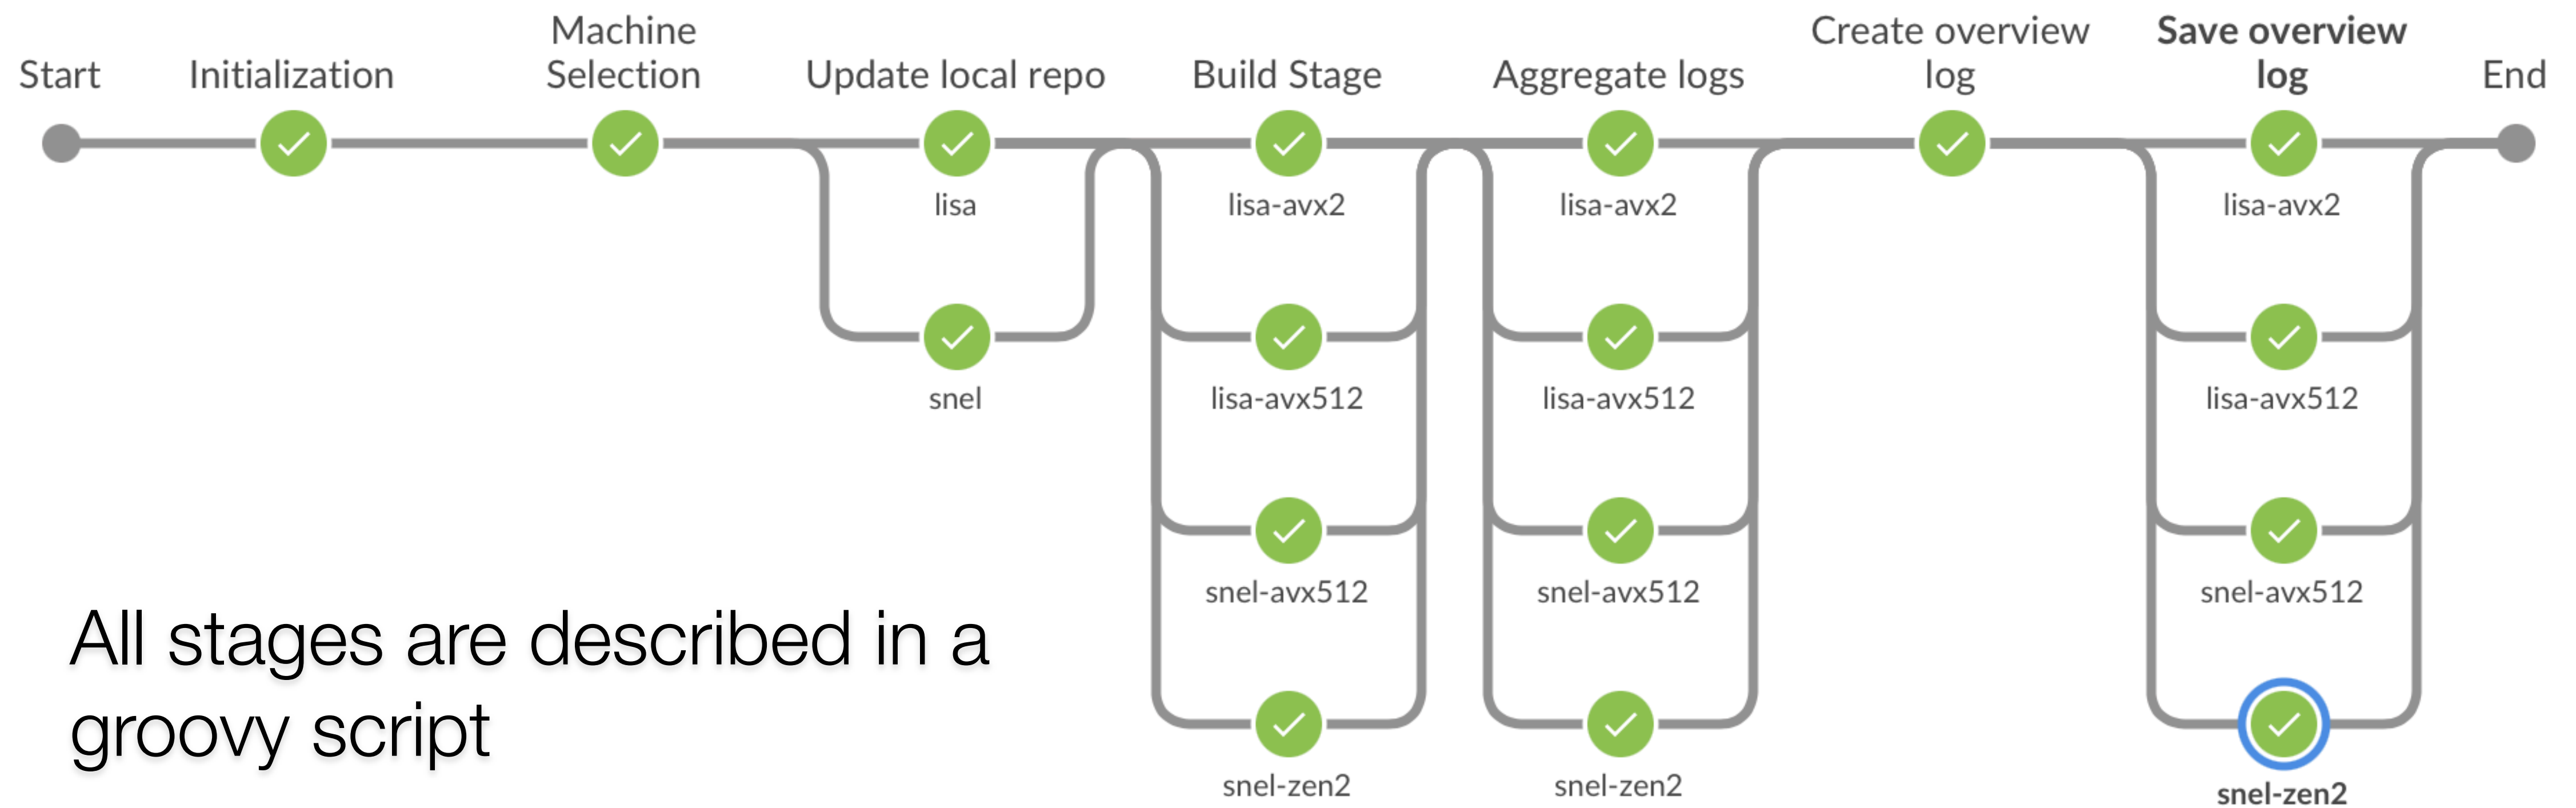 Start
Initialization
Machine
Selection
Update local repo
Build Stage
Aggregate logs
Create overview
log
Save overview
log
End
lisa
lisa-avx2
lisa-avx2
lisa-avx2
snel
lisa-avx512
lisa-avx512
lisa-avx512
snel-avx512
snel-avx512
snel-avx512
All stages are described in a
groovy script
snel-zen2
snel-zen2
snel-zen2